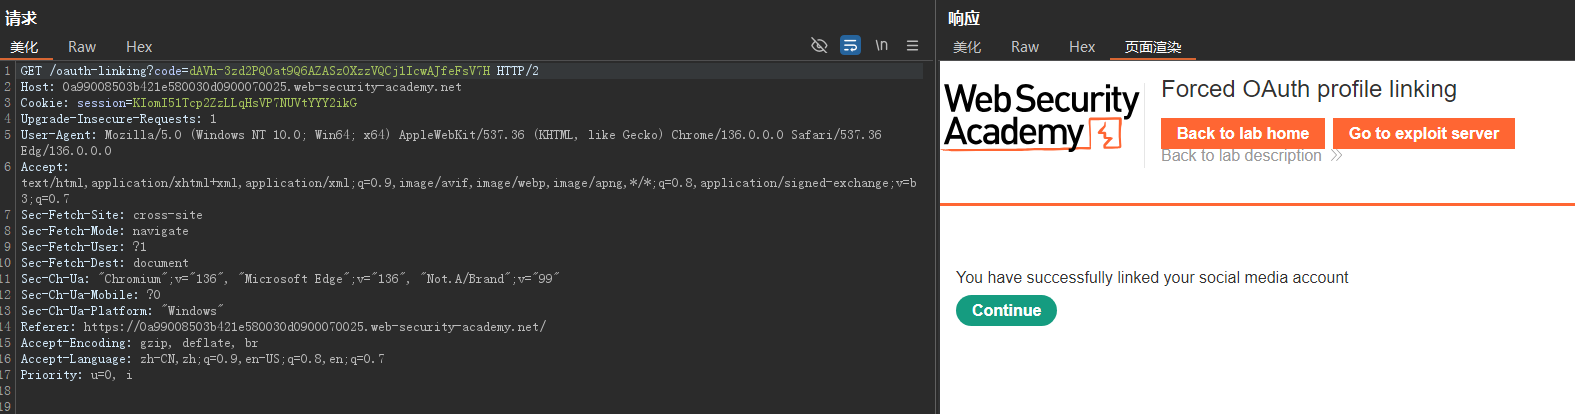 请求
美化 Raw Hex \n
1 GET /oauth-linking?code=dAVh-3zd2PQOat9Q6AZASzOXzzVQCj1IcwAJfeFsV7H HTTP/2
2 Host: 0a99008503b421e580030d0900070025.web-security-academy.net
3 Cookie: session=KIomI51Tcp2ZzLLqHsVP7NUVtYYY2ikG
4 Upgrade-Insecure-Requests: 1
5 User-Agent: Mozilla/5.0 (Windows NT 10.0; Win64; x64) AppleWebKit/537.36 (KHTML, like Gecko) Chrome/136.0.0.0 Safari/537.36
Edg/136.0.0.0
6 Accept:
text/html,application/xhtml+xml,application/xml;q=0.9,image/avif,image/webp,image/apng,*/*;q=0.8,application/signed-exchange;v=b
3;q=0.7
7 Sec-Fetch-Site: cross-site
8 Sec-Fetch-Mode: navigate
9 Sec-Fetch-User: ?1
10 Sec-Fetch-Dest: document
11 Sec-Ch-Ua: "Chromium";v="136", "Microsoft Edge";v="136", "Not.A/Brand";v="99"
12 Sec-Ch-Ua-Mobile: ?0
13 Sec-Ch-Ua-Platform: "Windows"
14 Referer: https://0a99008503b421e580030d0900070025.web-security-academy.net/
15 Accept-Encoding: gzip, deflate, br
16 Accept-Language: zh-CN,zh;q=0.9,en-US;q=0.8,en;q=0.7
17 Priority: u=0, i
18
19
响应
美化 Raw Hex 页面渲染
Web Security
Academy
Forced OAuth profile linking
Back to lab home Go to exploit server
Back to lab description
You have successfully linked your social media account
Continue